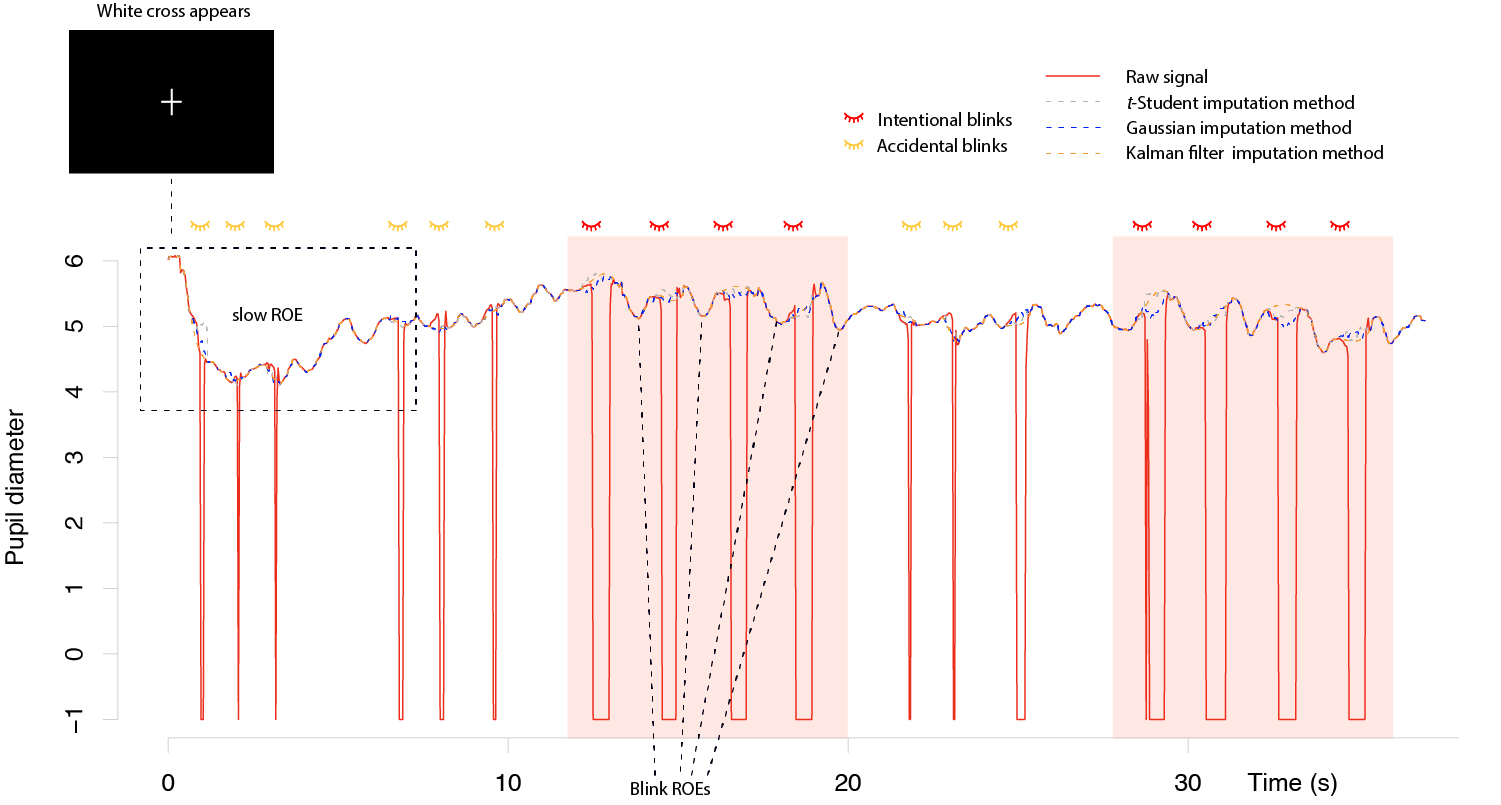 White cross appears
Raw signal
t-Student imputation method
Gaussian imputation method
Kalman filter imputation method
Intentional blinks
Accidental blinks
slow ROE
Pupil diameter
6
5
4
3
2
1
0
−1
0
10
20
30
Time (s)
Blink ROEs